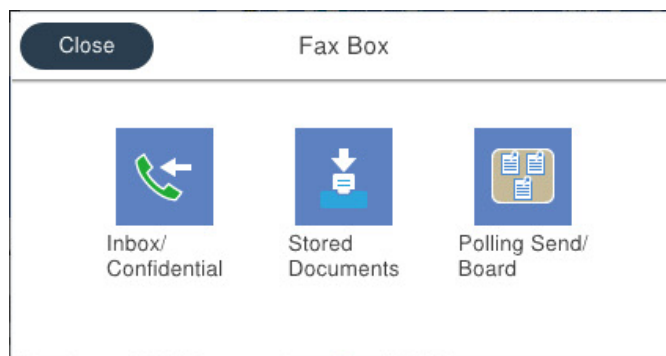 Close
Fax Box
Inbox/
Confidential
Stored
Documents
Polling Send/
Board